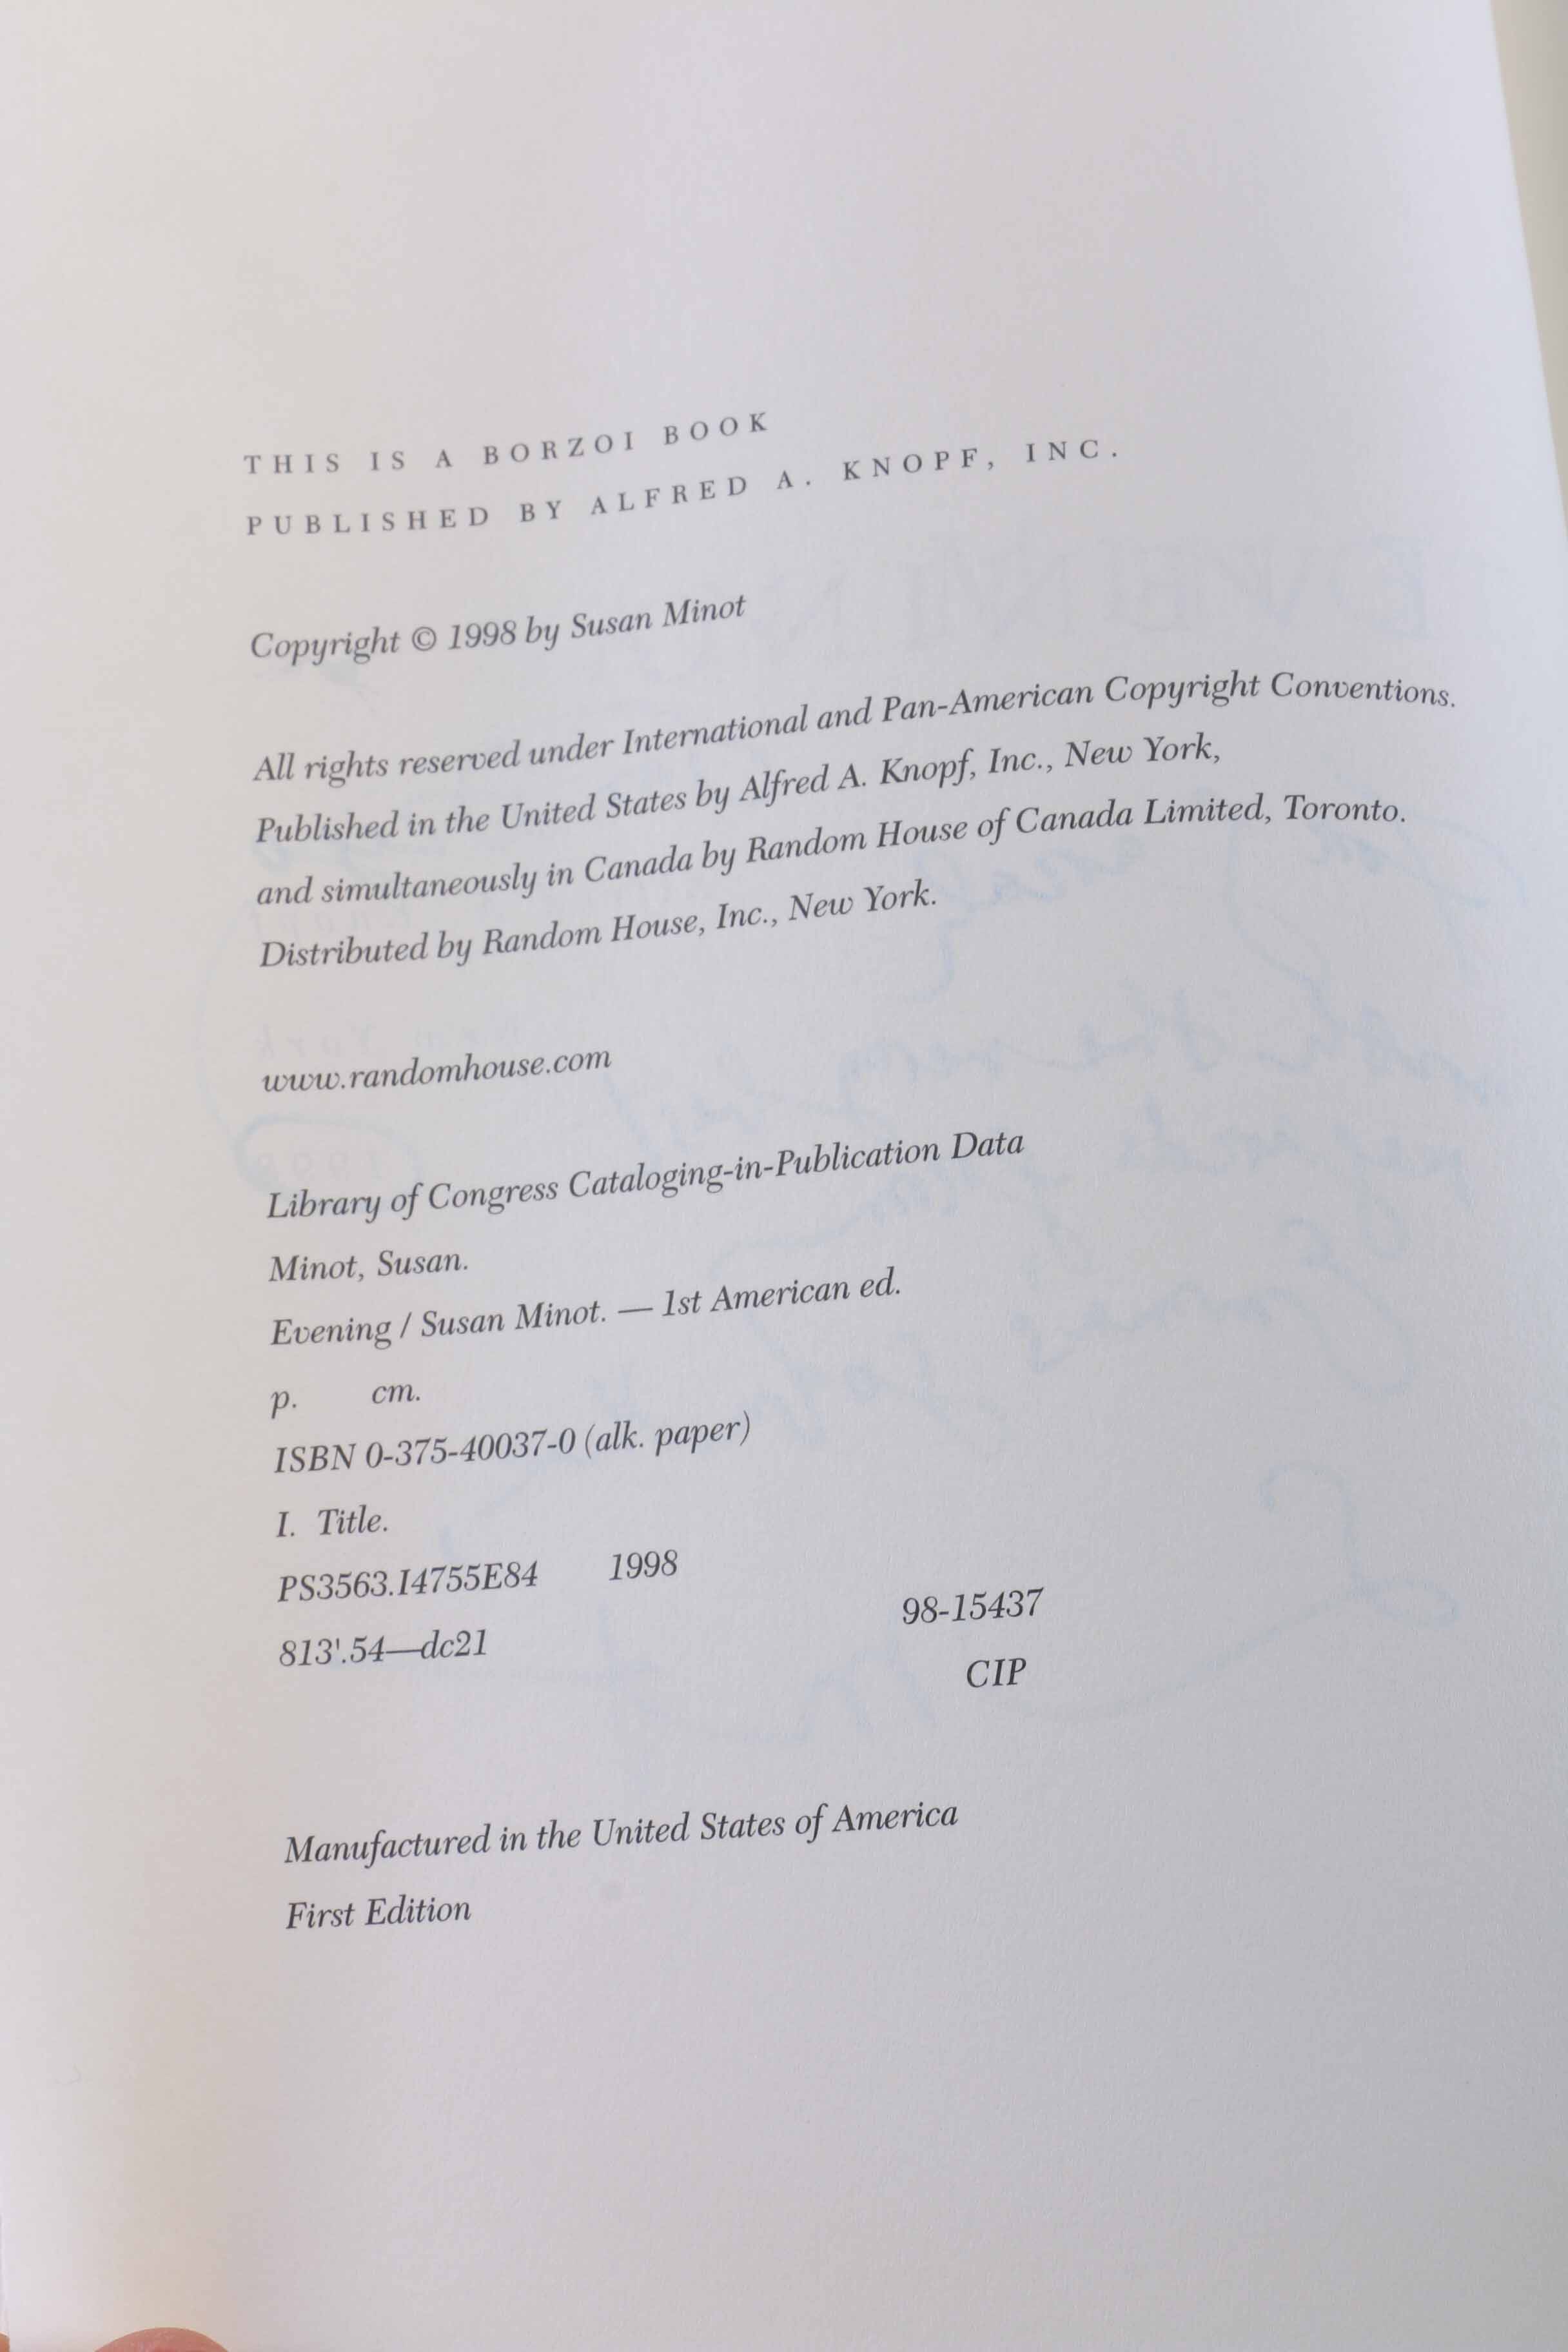 THIS IS A BORZOI BOOK
PUBLISHED BY ALFRED A. KNOPF, INC.
Copyright © 1998 by Susan Minot
All rights reserved under International and Pan-American Copyright Conventions.
Published in the United States by Alfred A. Knopf, Inc., New York,
and simultaneously in Canada by Random House of Canada Limited, Toronto.
Distributed by Random House, Inc., New York.
www.randomhouse.com
Library of Congress Cataloging-in-Publication Data
Minot, Susan.
Evening / Susan Minot. — 1st American ed.
p. cm.
ISBN 0-375-40037-0 (alk. paper)
I. Title.
PS3563.I4755E84 1998
813'.54—dc21 98-15437
CIP
Manufactured in the United States of America
First Edition